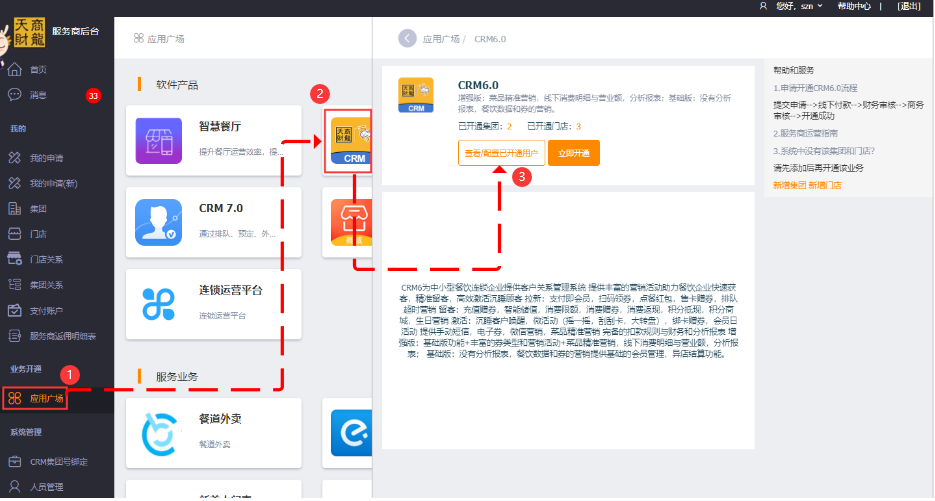 您好，szn
帮助中心 | [退出]
天商
財龍
服务商后台
首页
消息
33
我的
我的申请
我的申请(新)
集团
门店
门店关系
集团关系
支付账户
服务商返佣明细表
业务开通
1
应用广场
系统管理
CRM集团号绑定
人员管理
应用广场
软件产品
2
智慧餐厅
提升餐厅运营效率，提...
CRM
CRM 7.0
通过排队、预定、外...
连锁运营平台
连锁运营平台
服务业务
餐道外卖
餐道外卖
应用广场 / CRM6.0
CRM
CRM6.0
增强版：菜品精准营销，线下消费明细与营业额，分析报表；基础版：没有分析
报表、餐饮数据和券的营销。
已开通集团：2 已开通门店：3
查看/配置已开通用户
立即开通
3
CRM6为中小型餐饮连锁企业提供客户关系管理系统 提供丰富的营销活动助力餐饮企业快速获
客，精准留客，高效激活沉睡顾客 拉新：支付即会员，扫码领券，点餐红包，售卡赠券，排队
超时营销 留客：充值赠券，智能储值，消费限额，消费赠券，消费返现，积分抵现，积分商
城，生日营销 激活：沉睡客户唤醒，微活动（摇一摇，刮刮卡，大转盘），绑卡赠券，会员日
活动 提供手动短信，电子券，微信营销，菜品精准营销 完备的扣款规则与财务和分析报表 增
强版：基础版功能+丰富的券类型和营销活动+菜品精准营销，线下消费明细与营业额，分析报
表； 基础版：没有分析报表，餐饮数据和券的营销提供基础的会员管理，异店结算功能。
帮助和服务
1.申请开通CRM6.0流程
提交申请-->线下付款-->财务审核-->商务
审核-->开通成功
2.服务商运营指南
3.系统中没有该集团和门店？
请先添加后再开通该业务
新增集团 新增门店